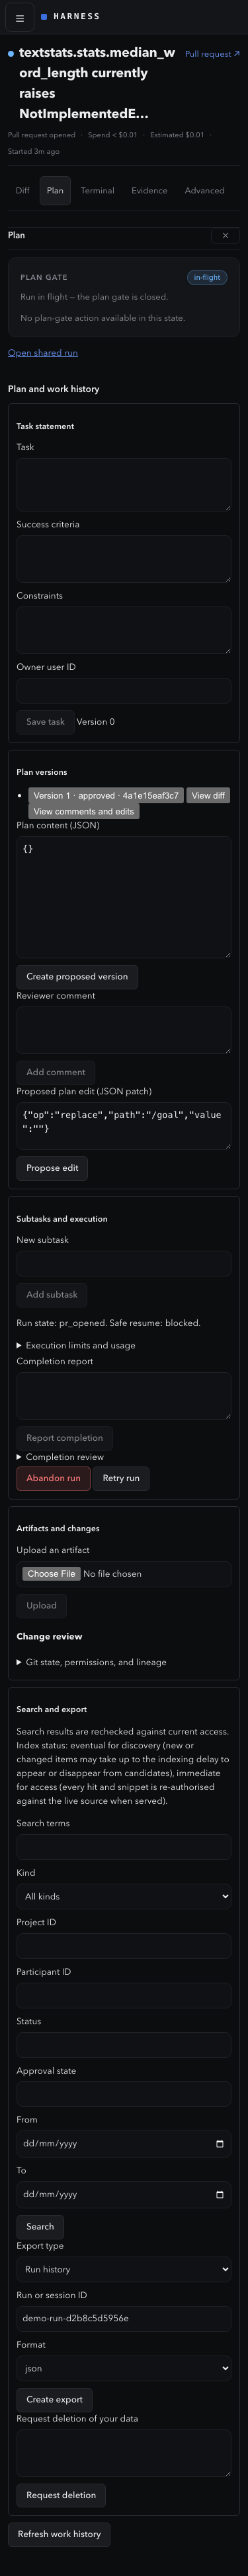 HARNESS
textstats.stats.median_w
ord_length currently
raises
NotImplementedE...
Pull request ↗
Pull request opened · Spend < $0.01 · Estimated $0.01 ·
Started 3m ago
Diff Plan Terminal Evidence Advanced
Plan
PLAN GATE
in-flight
Run in flight — the plan gate is closed.
No plan-gate action available in this state.
Open shared run
Plan and work history
Task statement
Task
Success criteria
Constraints
Owner user ID
Save task Version 0
Plan versions
Version 1 · approved · 4a1e15eaf3c7 View diff
View comments and edits
Plan content (JSON)
{}
Create proposed version
Reviewer comment
Add comment
Proposed plan edit (JSON patch)
{"op":"replace","path":"/goal","value
":""}
Propose edit
Subtasks and execution
New subtask
Add subtask
Run state: pr_opened. Safe resume: blocked.
Execution limits and usage
Completion report
Report completion
Completion review
Abandon run Retry run
Artifacts and changes
Upload an artifact
Choose File No file chosen
Upload
Change review
Git state, permissions, and lineage
Search and export
Search results are rechecked against current access.
Index status: eventual for discovery (new or
changed items may take up to the indexing delay to
appear or disappear from candidates), immediate
for access (every hit and snippet is re-authorised
against the live source when served).
Search terms
Kind
All kinds
Project ID
Participant ID
Status
Approval state
From
dd/mm/yyyy
To
dd/mm/yyyy
Search
Export type
Run history
Run or session ID
demo-run-d2b8c5d5956e
Format
json
Create export
Request deletion of your data
Request deletion
Refresh work history